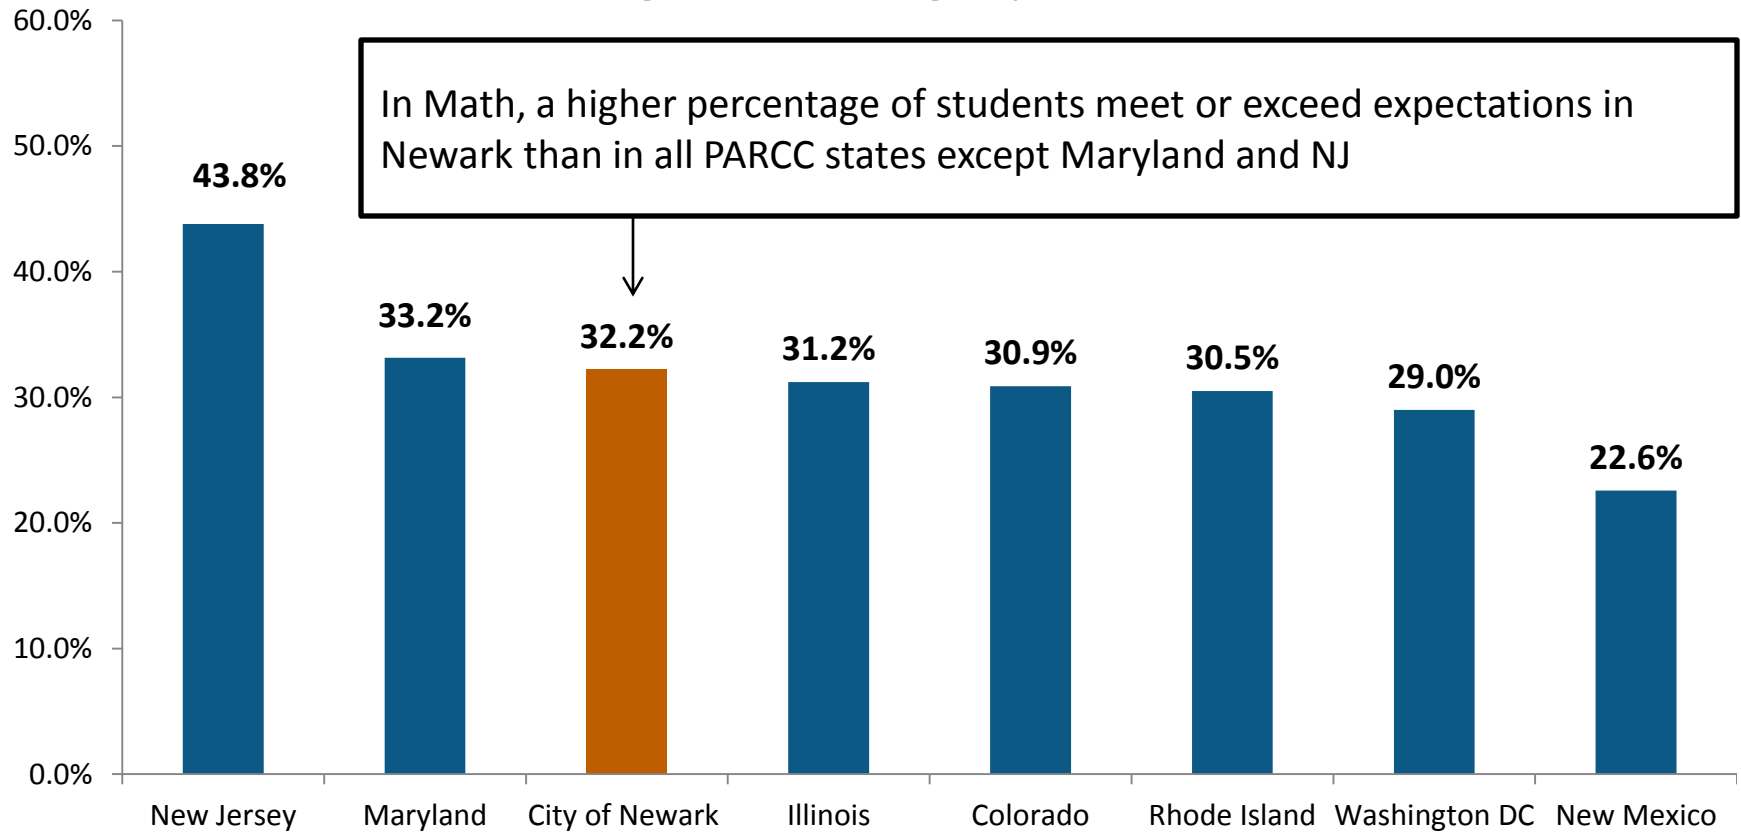 60.0%
In Math, a higher percentage of students meet or exceed expectations in
Newark than in all PARCC states except Maryland and NJ
50.0%
43.8%
40.0%
33.2%
32.2%
31.2%
30.9%
30.5%
29.0%
22.6%
30.0%
20.0%
10.0%
0.0%
New Jersey
Maryland
City of Newark
Illinois
Colorado
Rhode Island
Washington DC
New Mexico